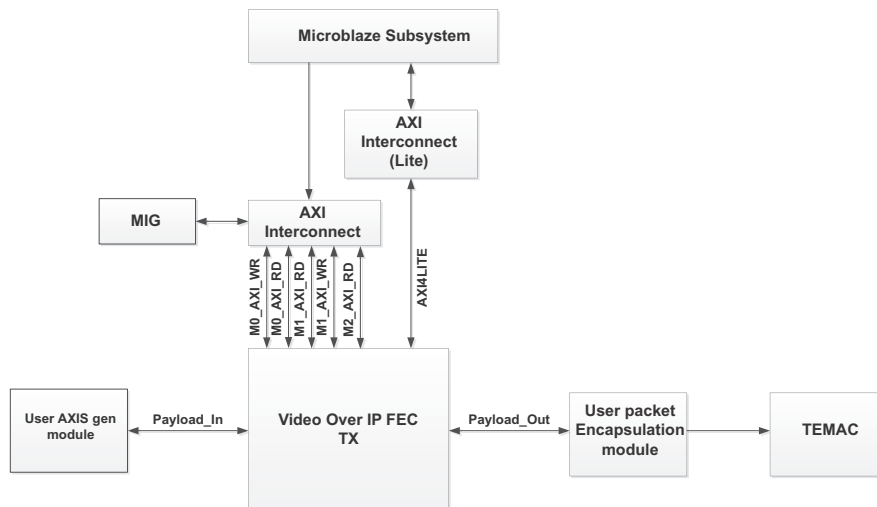 Microblaze Subsystem
AXI
Interconnect
(Lite)
MIG
AXI
Interconnect
M0_AXI_WR
M0_AXI_RD
M1_AXI_RD
M1_AXI_WR
M2_AXI_RD
AXI4LITE
User AXIS gen
module
Payload_In
Video Over IP FEC
TX
Payload_Out
User packet
Encapsulation
module
TEMAC